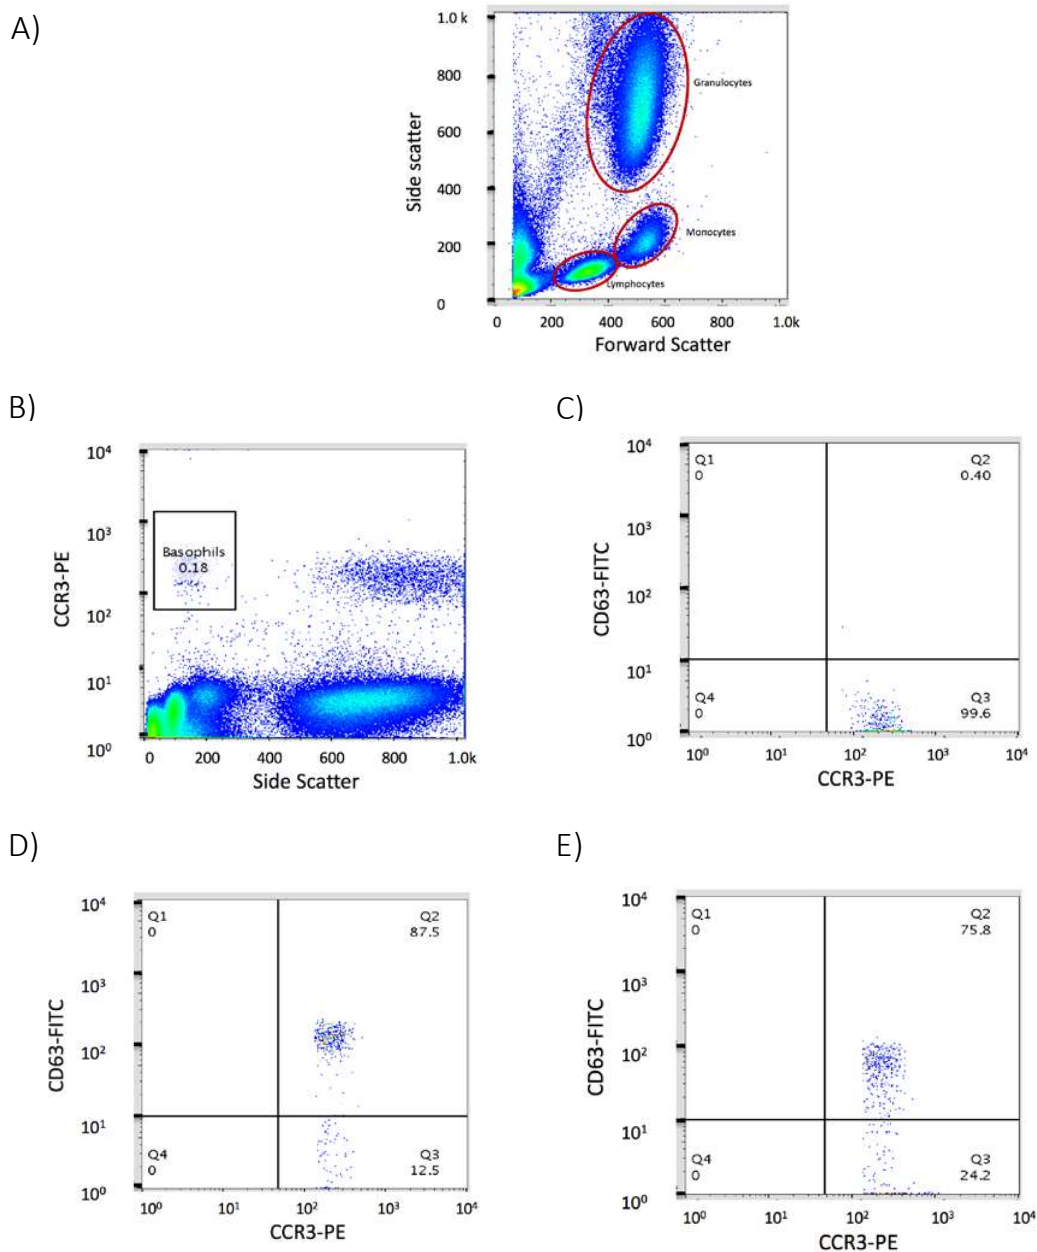 A)
1.0 k
800
600
400
200
0
Side scatter
Granulocytes
Monocytes
Lymphocytes
0 200 400 600 800 1.0k
Forward Scatter
B)
10⁴
10³
10²
10¹
10⁰
CCR3-PE
Basophils
0.18
0 200 400 600 800 1.0k
Side Scatter
C)
10⁴
10³
10²
10¹
10⁰
CD63-FITC
Q1
0
Q2
0.40
Q4
0
Q3
99.6
10⁰ 10¹ 10² 10³ 10⁴
CCR3-PE
D)
10⁴
10³
10²
10¹
10⁰
CD63-FITC
Q1
0
Q2
87.5
Q4
0
Q3
12.5
10⁰ 10¹ 10² 10³ 10⁴
CCR3-PE
E)
10⁴
10³
10²
10¹
10⁰
CD63-FITC
Q1
0
Q2
75.8
Q4
0
Q3
24.2
10⁰ 10¹ 10² 10³ 10⁴
CCR3-PE